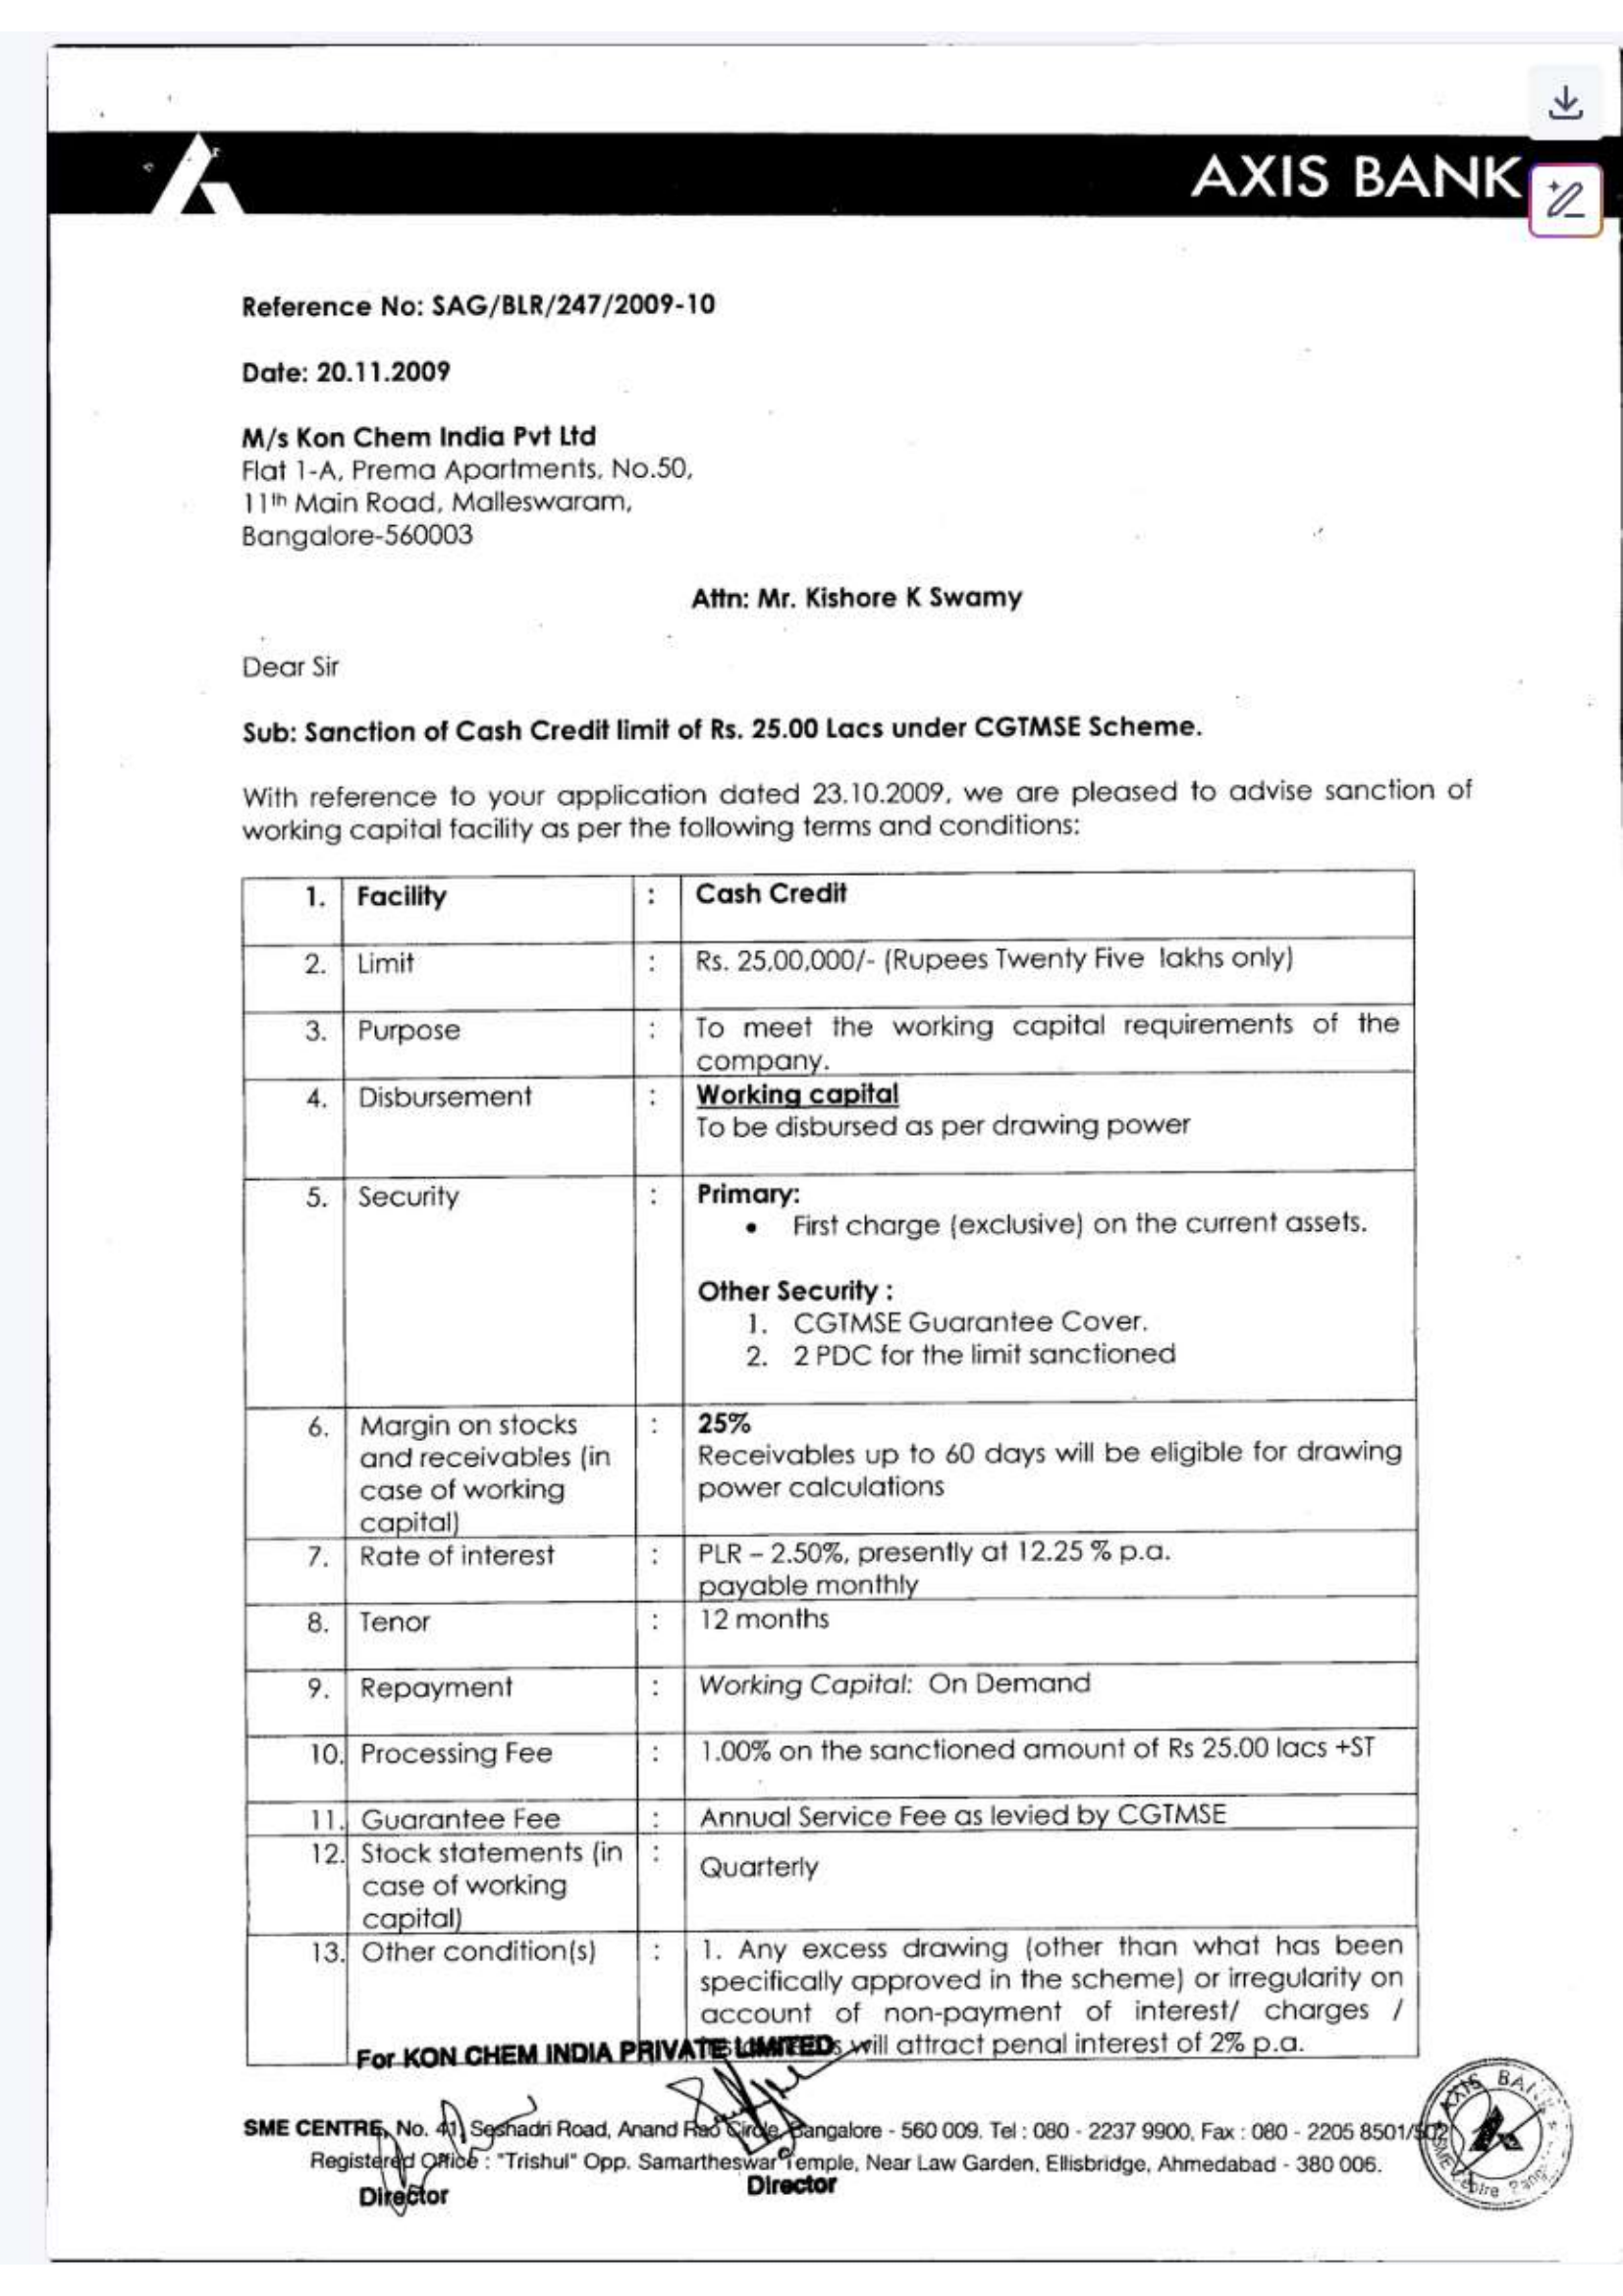 AXIS BANK
Reference No: SAG/BLR/247/2009-10
Date: 20.11.2009
M/s Kon Chem India Pvt Ltd
Flat 1-A, Prema Apartments, No.50,
11th Main Road, Malleswaram,
Bangalore-560003
Attn: Mr. Kishore K Swamy
Dear Sir
Sub: Sanction of Cash Credit limit of Rs. 25.00 Lacs under CGTMSE Scheme.
With reference to your application dated 23.10.2009, we are pleased to advise sanction of
working capital facility as per the following terms and conditions:
1. Facility : Cash Credit
2. Limit : Rs. 25,00,000/- (Rupees Twenty Five lakhs only)
3. Purpose : To meet the working capital requirements of the
company.
4. Disbursement : Working capital
To be disbursed as per drawing power
5. Security : Primary:
• First charge (exclusive) on the current assets.
Other Security :
1. CGTMSE Guarantee Cover.
2. 2 PDC for the limit sanctioned
6. Margin on stocks : 25%
and receivables (in Receivables up to 60 days will be eligible for drawing
case of working power calculations
capital)
7. Rate of interest : PLR – 2.50%, presently at 12.25 % p.a.
payable monthly
8. Tenor : 12 months
9. Repayment : Working Capital: On Demand
10. Processing Fee : 1.00% on the sanctioned amount of Rs 25.00 lacs +ST
11. Guarantee Fee : Annual Service Fee as levied by CGTMSE
12. Stock statements (in : Quarterly
case of working
capital)
13. Other condition(s) : 1. Any excess drawing (other than what has been
specifically approved in the scheme) or irregularity on
account of non-payment of interest/ charges /
will attract penal interest of 2% p.a.
For KON CHEM INDIA PRIVATE LIMITED
SME CENTRE, No. 41, Seshadri Road, Anand Rao Circle, Bangalore - 560 009. Tel : 080 - 2237 9900, Fax : 080 - 2205 8501/502
Registered Office : "Trishul" Opp. Samartheswar Temple, Near Law Garden, Ellisbridge, Ahmedabad - 380 006.
Director
Director
AXIS BANK
SME Centre